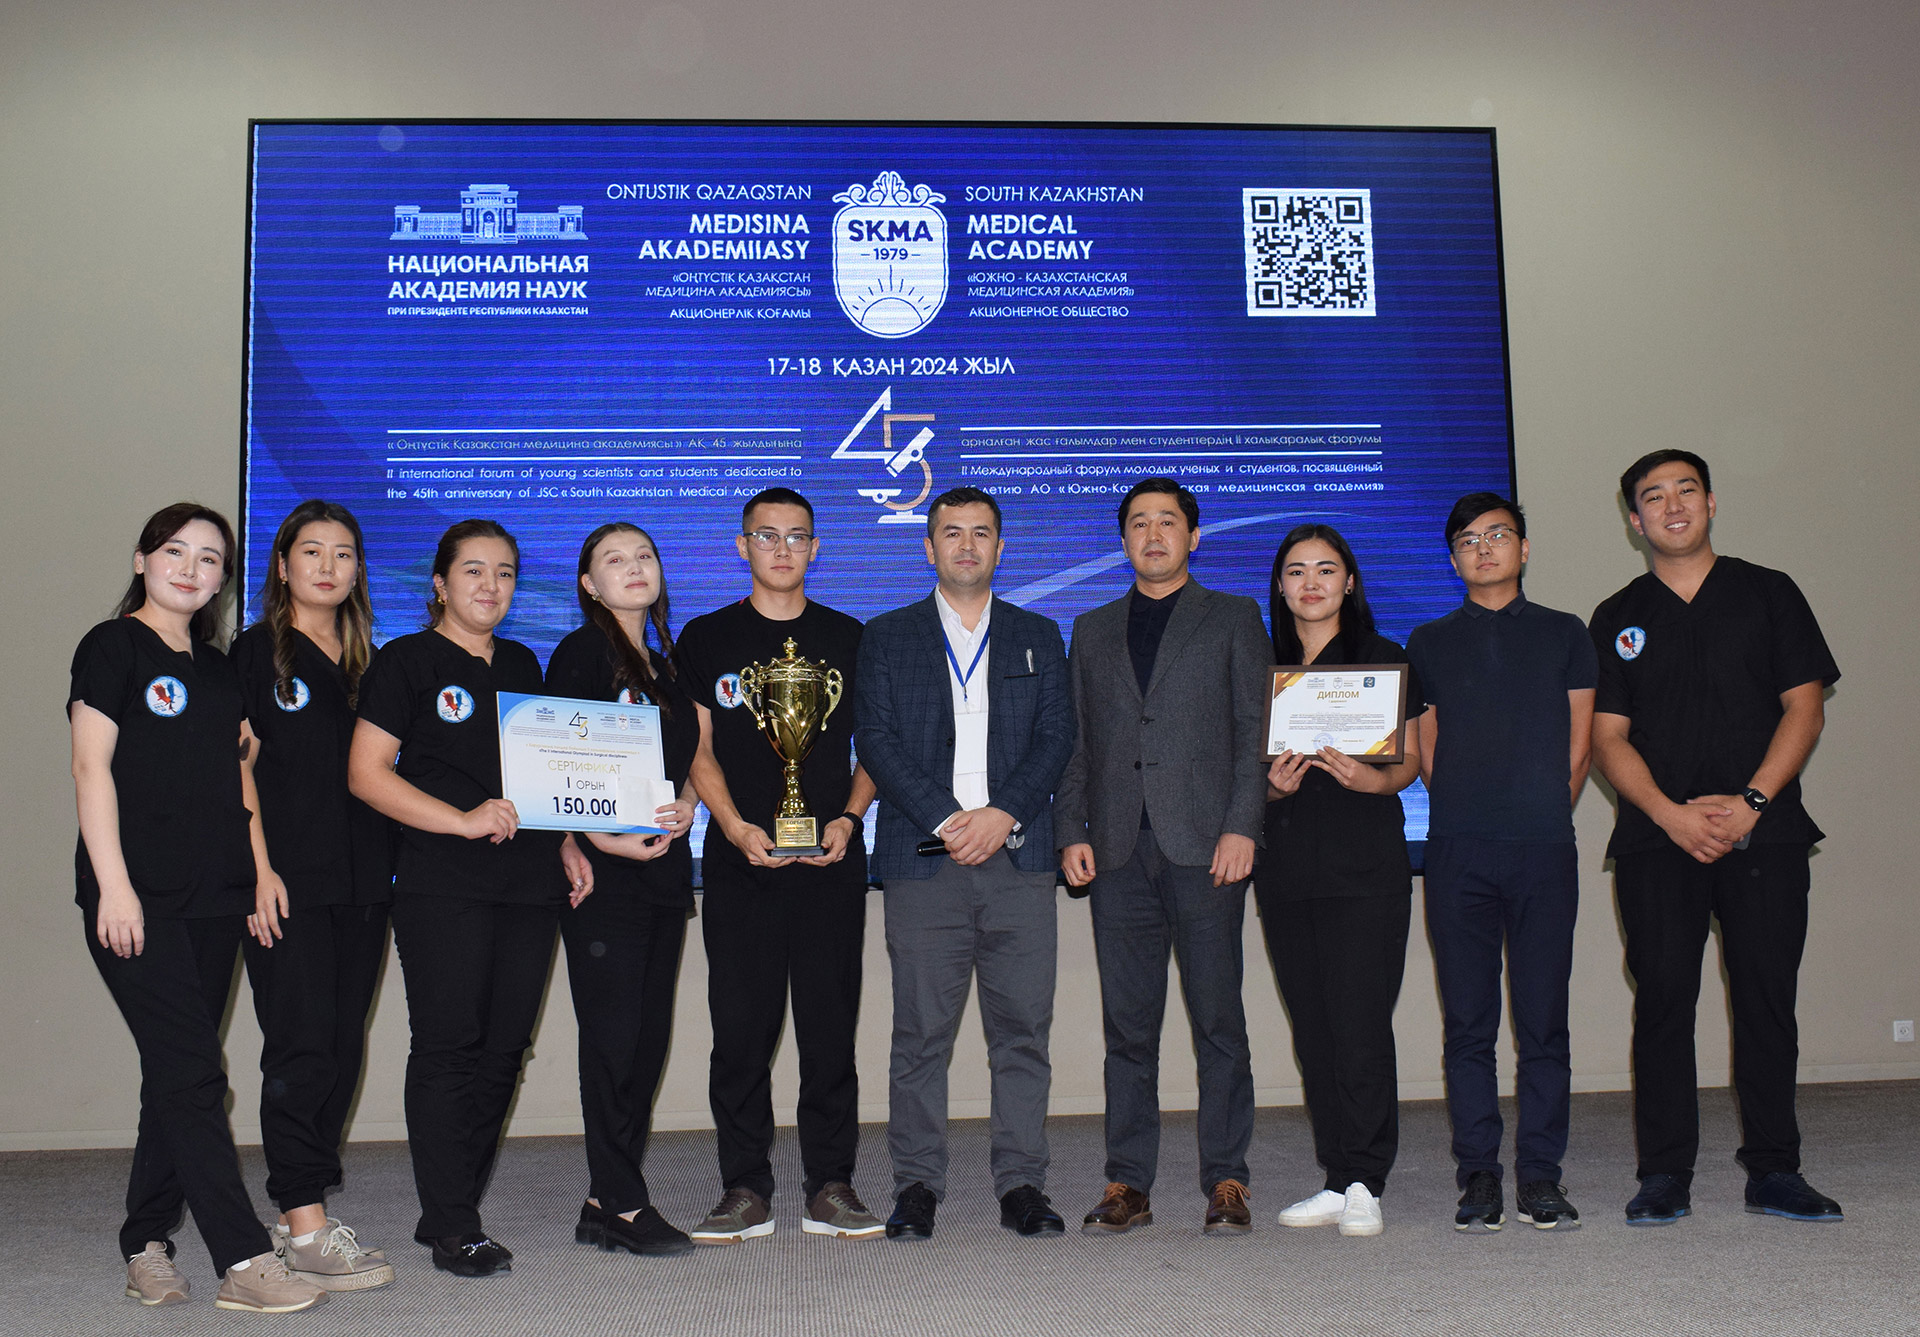 НАЦИОНАЛЬНАЯ
АКАДЕМИЯ НАУК
ПРИ ПРЕЗИДЕНТЕ РЕСПУБЛИКИ КАЗАХСТАН
ONTUSTIK QAZAQSTAN
MEDISINA
AKADEMIIASY
«ОҢТҮСТІК ҚАЗАҚСТАН
МЕДИЦИНА АКАДЕМИЯСЫ»
АКЦИОНЕРЛІК ҚОҒАМЫ
SKMA
1979
SOUTH KAZAKHSTAN
MEDICAL
ACADEMY
«ЮЖНО - КАЗАХСТАНСКАЯ
МЕДИЦИНСКАЯ АКАДЕМИЯ»
АКЦИОНЕРНОЕ ОБЩЕСТВО
17-18 ҚАЗАН 2024 ЖЫЛ
45
«Оңтүстік Қазақстан медицина академиясы» АҚ 45 жылдығына
арналған жас ғалымдар мен студенттердің II халықаралық форумы
II international forum of young scientists and students dedicated to
the 45th anniversary of JSC «South Kazakhstan Medical
II Международный форум молодых ученых и студентов, посвященный
летию АО медицинская академия»
45
СЕРТИФИКАТ
I ОРЫН
150.000
ДИПЛОМ